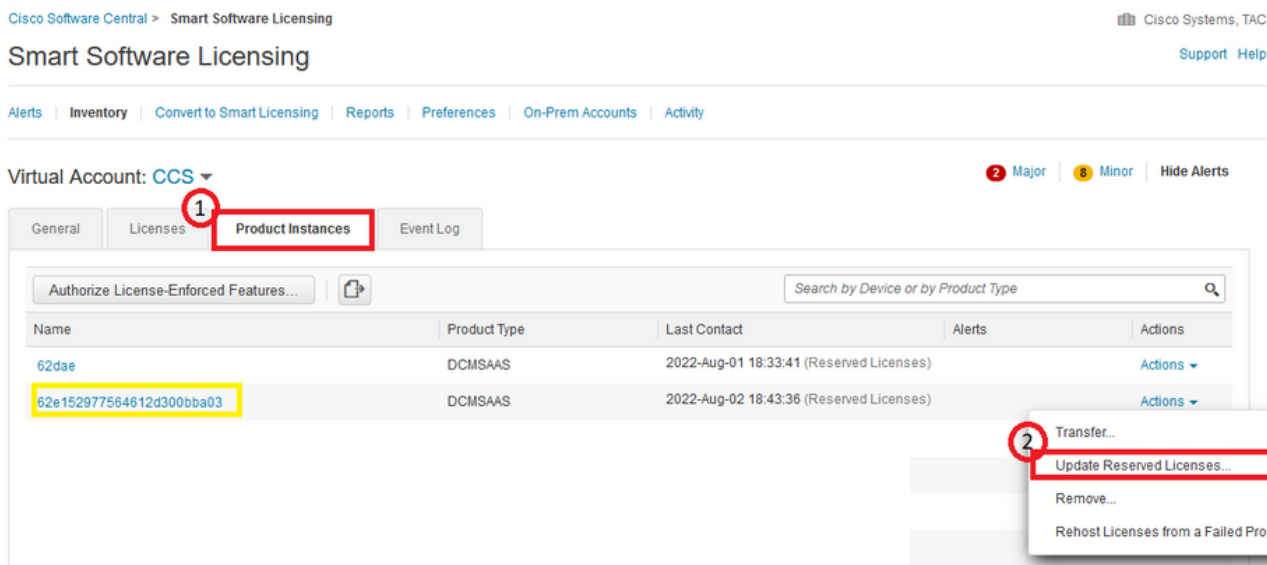 Cisco Software Central > Smart Software Licensing
Cisco Systems, TAC
Smart Software Licensing
Support Help
Alerts | Inventory | Convert to Smart Licensing | Reports | Preferences | On-Prem Accounts | Activity
Virtual Account: CCS
2 Major | 8 Minor | Hide Alerts
1
General Licenses Product Instances Event Log
Authorize License-Enforced Features...
Search by Device or by Product Type
Name Product Type Last Contact Alerts Actions
62dae DCMSAAS 2022-Aug-01 18:33:41 (Reserved Licenses) Actions
62e152977564612d300bba03 DCMSAAS 2022-Aug-02 18:43:36 (Reserved Licenses) Actions
Transfer...
2
Update Reserved Licenses...
Remove...
Rehost Licenses from a Failed Pro